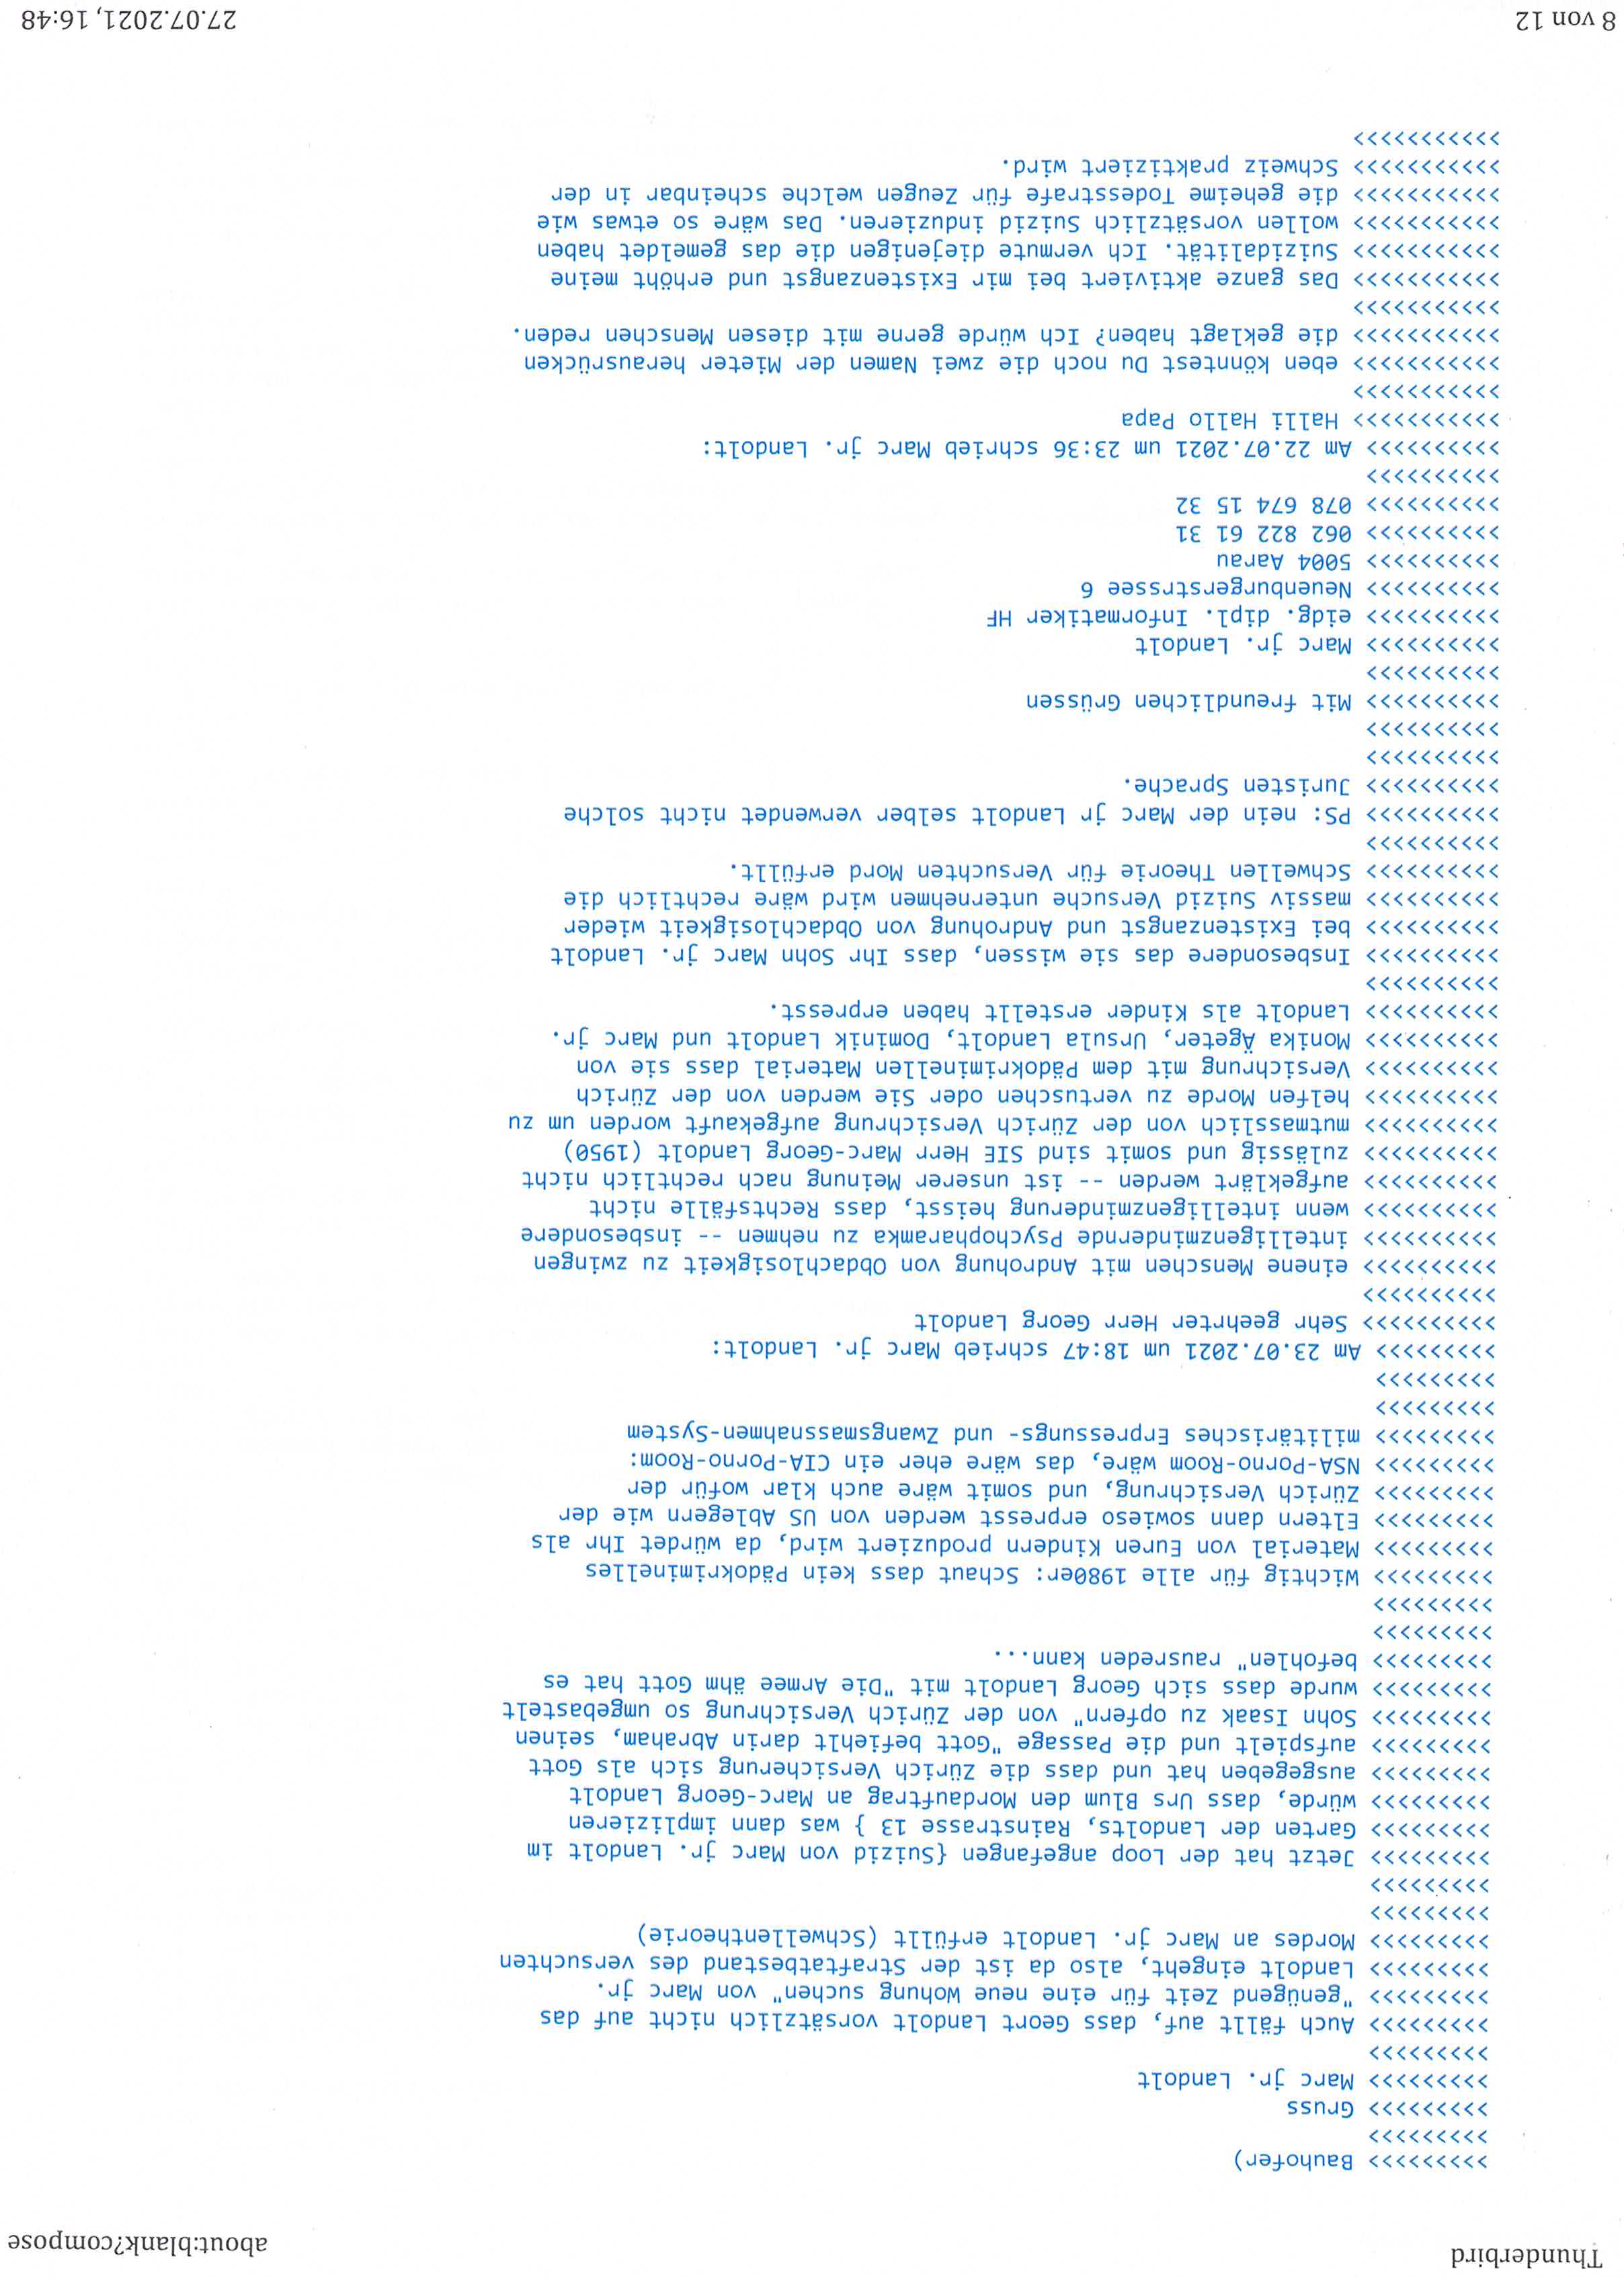 Thunderbird
about:blank?compose
>>>>>>>>> Bauhofer)
>>>>>>>>>
>>>>>>>>> Gruss
>>>>>>>>> Marc jr. Landolt
>>>>>>>>>
>>>>>>>>> Auch fällt auf, dass Geort Landolt vorsätzlich nicht auf das
>>>>>>>>> "genügend Zeit für eine neue Wohung suchen" von Marc jr.
>>>>>>>>> Landolt eingeht, also da ist der Straftatbestand des versuchten
>>>>>>>>> Mordes an Marc jr. Landolt erfüllt (Schwellentheorie)
>>>>>>>>>
>>>>>>>>>
>>>>>>>>> Jetzt hat der Loop angefangen {Suizid von Marc jr. Landolt im
>>>>>>>>> Garten der Landolts, Rainstrasse 13 } was dann implizieren
>>>>>>>>> würde, dass Urs Blum den Mordauftrag an Marc-Georg Landolt
>>>>>>>>> ausgegeben hat und dass die Zürich Versicherung sich als Gott
>>>>>>>>> aufspielt und die Passage "Gott befiehlt darin Abraham, seinen
>>>>>>>>> Sohn Isaak zu opfern" von der Zürich Versichrung so umgebastelt
>>>>>>>>> wurde dass sich Georg Landolt mit "Die Armee ähm Gott hat es
>>>>>>>>> befohlen" rausreden kann...
>>>>>>>>>
>>>>>>>>>
>>>>>>>>> Wichtig für alle 1980er: Schaut dass kein Pädokriminelles
>>>>>>>>> Material von Euren Kindern produziert wird, da würdet Ihr als
>>>>>>>>> Eltern dann sowieso erpresst werden von US Ablegern wie der
>>>>>>>>> Zürich Versichrung, und somit wäre auch klar wofür der
>>>>>>>>> NSA-Porno-Room wäre, das wäre eher ein CIA-Porno-Room:
>>>>>>>>> militärisches Erpressungs- und Zwangsmassnahmen-System
>>>>>>>>>
>>>>>>>>>
>>>>>>>>> Am 23.07.2021 um 18:47 schrieb Marc jr. Landolt:
>>>>>>>>>> Sehr geehrter Herr Georg Landolt
>>>>>>>>>>
>>>>>>>>>> einene Menschen mit Androhung von Obdachlosigkeit zu zwingen
>>>>>>>>>> intelligenzmindernde Psychopharamka zu nehmen -- insbesondere
>>>>>>>>>> wenn intelligenzminderung heisst, dass Rechtsfälle nicht
>>>>>>>>>> aufgeklärt werden -- ist unserer Meinung nach rechtlich nicht
>>>>>>>>>> zulässig und somit sind SIE Herr Marc-Georg Landolt (1950)
>>>>>>>>>> mutmasslich von der Zürich Versichrung aufgekauft worden um zu
>>>>>>>>>> helfen Morde zu vertuschen oder Sie werden von der Zürich
>>>>>>>>>> Versichrung mit dem Pädokriminellen Material dass sie von
>>>>>>>>>> Monika Ägeter, Ursula Landolt, Dominik Landolt und Marc jr.
>>>>>>>>>> Landolt als Kinder erstellt haben erpresst.
>>>>>>>>>>
>>>>>>>>>> Insbesondere das sie wissen, dass Ihr Sohn Marc jr. Landolt
>>>>>>>>>> bei Existenzangst und Androhung von Obdachlosigkeit wieder
>>>>>>>>>> massiv Suizid Versuche unternehmen wird wäre rechtlich die
>>>>>>>>>> Schwellen Theorie für Versuchten Mord erfüllt.
>>>>>>>>>>
>>>>>>>>>> PS: nein der Marc jr Landolt selber verwendet nicht solche
>>>>>>>>>> Juristen Sprache.
>>>>>>>>>>
>>>>>>>>>>
>>>>>>>>>> Mit freundlichen Grüssen
>>>>>>>>>>
>>>>>>>>>> Marc jr. Landolt
>>>>>>>>>> eidg. dipl. Informatiker HF
>>>>>>>>>> Neuenburgerstrssee 6
>>>>>>>>>> 5004 Aarau
>>>>>>>>>> 062 822 61 31
>>>>>>>>>> 078 674 15 32
>>>>>>>>>>
>>>>>>>>>> Am 22.07.2021 um 23:36 schrieb Marc jr. Landolt:
>>>>>>>>>>> Halli Hallo Papa
>>>>>>>>>>>
>>>>>>>>>>> eben könntest Du noch die zwei Namen der Mieter herausrücken
>>>>>>>>>>> die geklagt haben? Ich würde gerne mit diesen Menschen reden.
>>>>>>>>>>>
>>>>>>>>>>> Das ganze aktiviert bei mir Existenzangst und erhöht meine
>>>>>>>>>>> Suizidalität. Ich vermute diejenigen die das gemeldet haben
>>>>>>>>>>> wollen vorsätzlich Suizid induzieren. Das wäre so etwas wie
>>>>>>>>>>> die geheime Todesstrafe für Zeugen welche scheinbar in der
>>>>>>>>>>> Schweiz praktiziert wird.
>>>>>>>>>>>
8 von 12
27.07.2021, 16:48